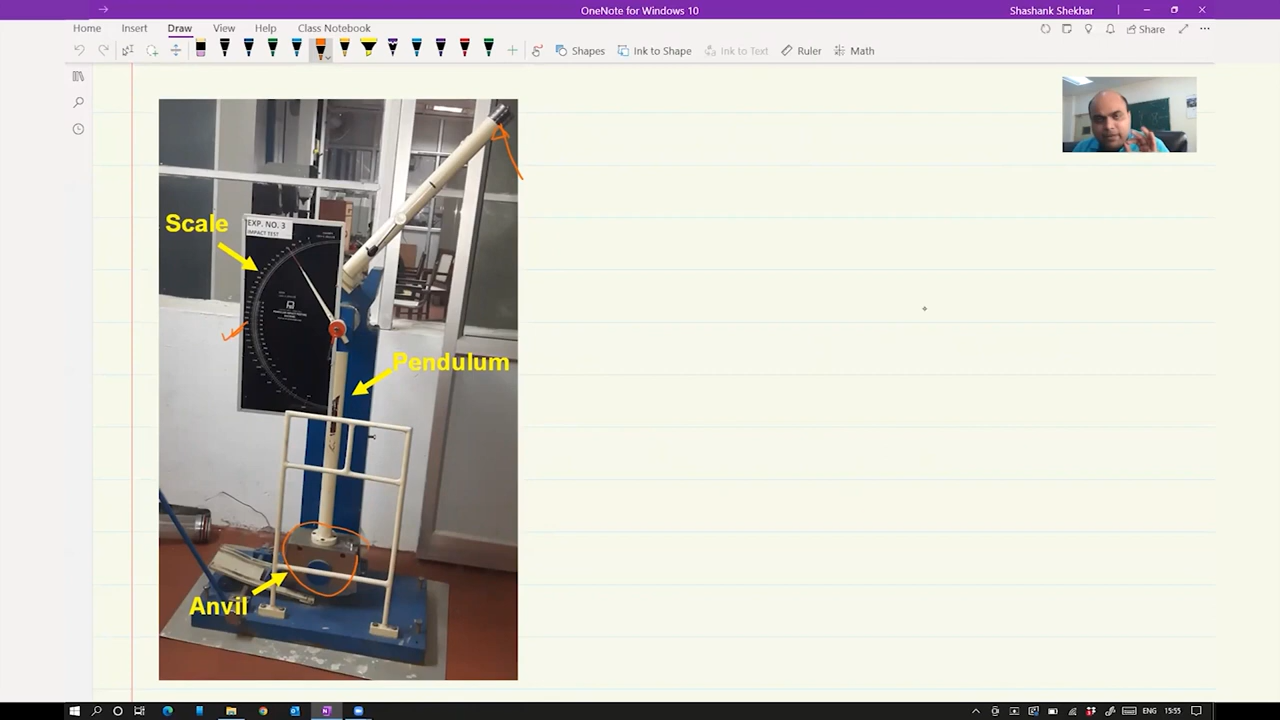 OneNote for Windows 10
Shashank Shekhar
Home Insert Draw View Help Class Notebook
Share
Shapes Ink to Shape Ink to Text Ruler Math
EXP. NO. 3
IMPACT TEST
Scale
Pendulum
Anvil
ENG 15:55